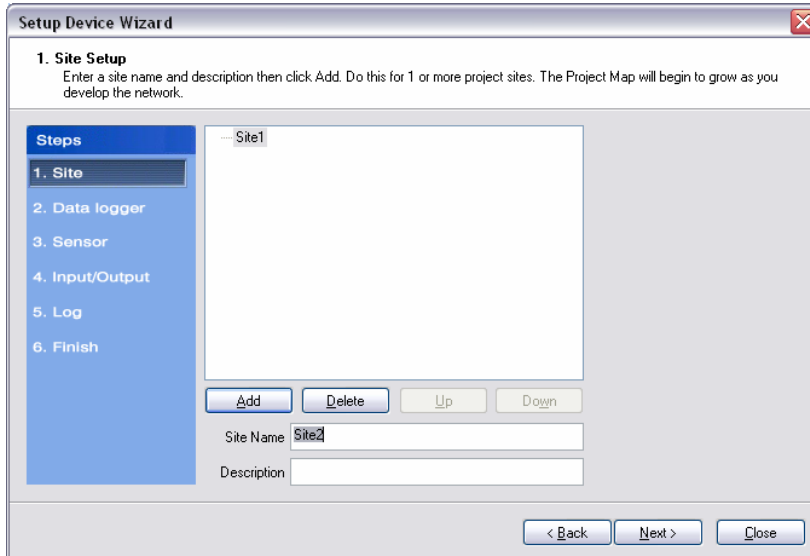 Setup Device Wizard
1. Site Setup
Enter a site name and description then click Add. Do this for 1 or more project sites. The Project Map will begin to grow as you
develop the network.
Steps
1. Site
2. Data logger
3. Sensor
4. Input/Output
5. Log
6. Finish
Site1
Add Delete Up Down
Site Name Site2
Description
< Back Next > Close